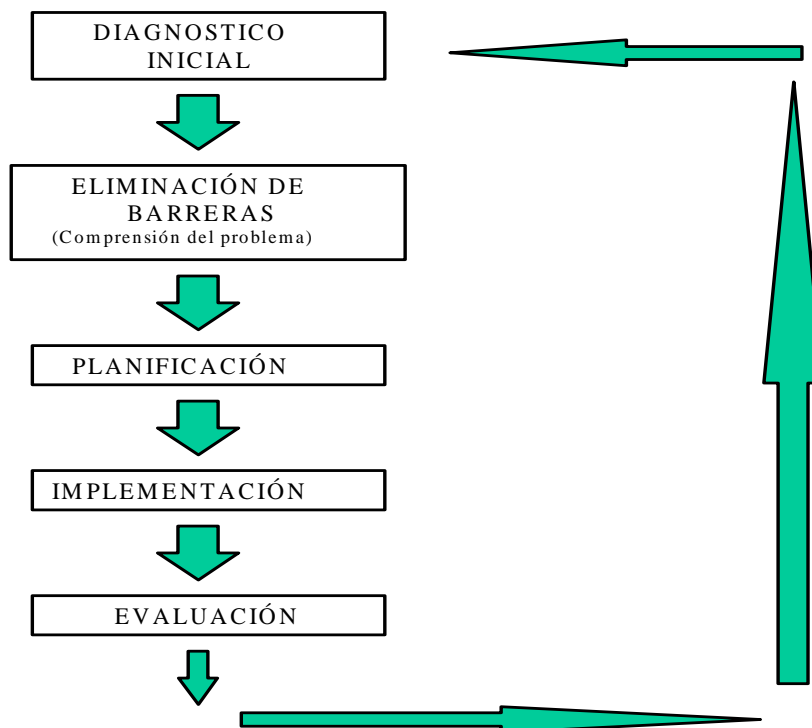 DIAGNOSTICO
INICIAL
ELIMINACIÓN DE
BARRERAS
(Comprensión del problema)
PLANIFICACIÓN
IMPLEMENTACIÓN
EVALUACIÓN